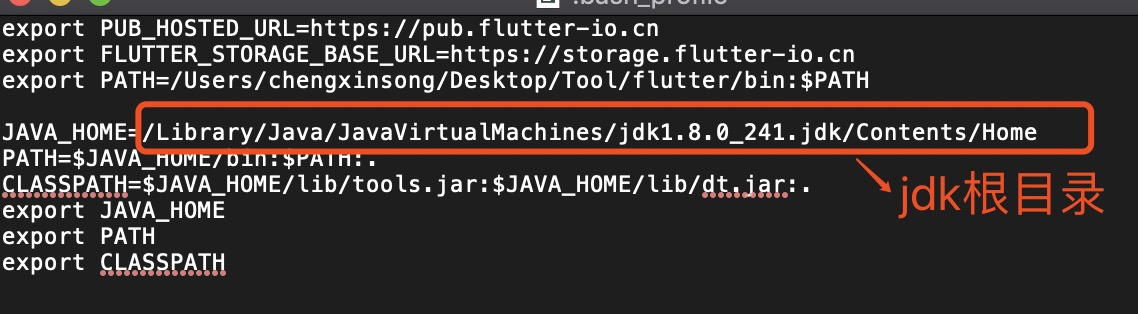 .bash_profile
export PUB_HOSTED_URL=https://pub.flutter-io.cn
export FLUTTER_STORAGE_BASE_URL=https://storage.flutter-io.cn
export PATH=/Users/chengxinsong/Desktop/Tool/flutter/bin:$PATH
JAVA_HOME=/Library/Java/JavaVirtualMachines/jdk1.8.0_241.jdk/Contents/Home
PATH=$JAVA_HOME/bin:$PATH:.
CLASSPATH=$JAVA_HOME/lib/tools.jar:$JAVA_HOME/lib/dt.jar:.
jdk根目录
export JAVA_HOME
export PATH
export CLASSPATH